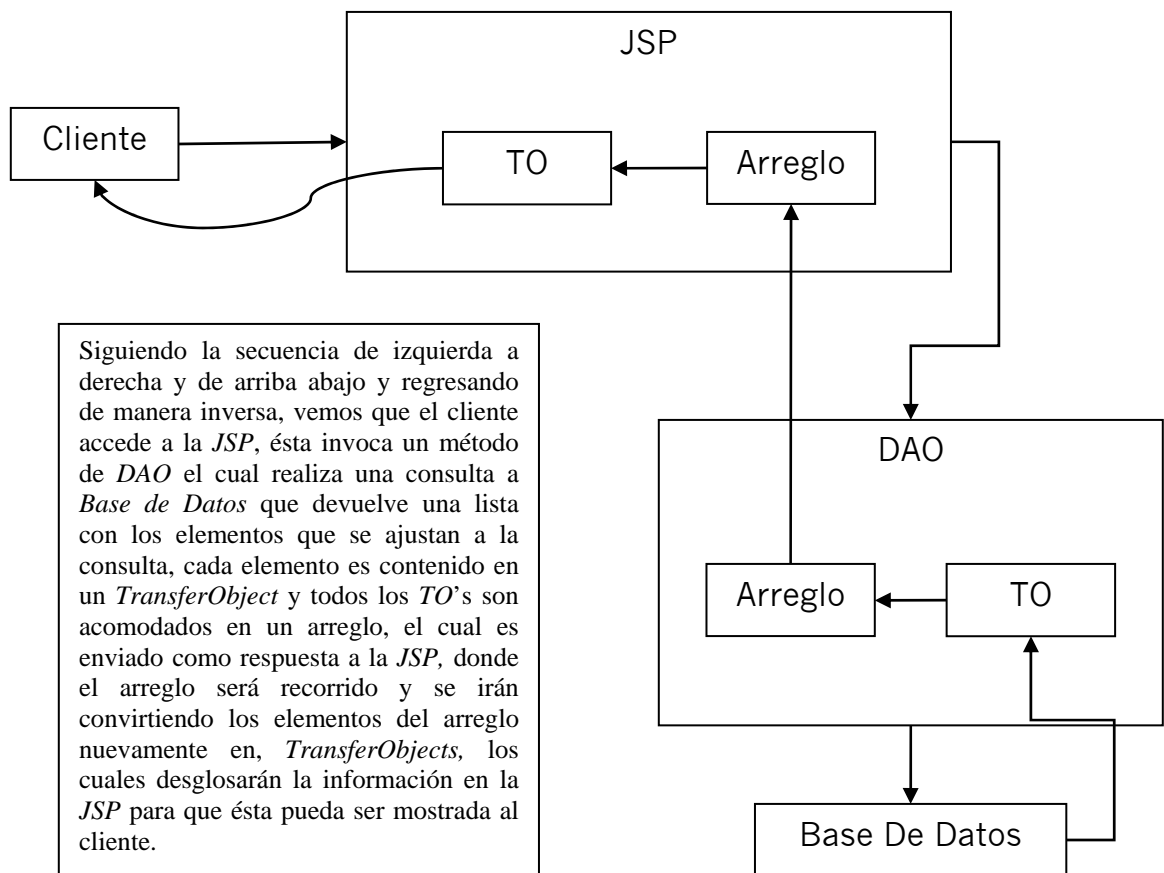 JSP
Cliente
TO
Arreglo
Siguiendo la secuencia de izquierda a
derecha y de arriba abajo y regresando
de manera inversa, vemos que el cliente
accede a la JSP, ésta invoca un método
de DAO el cual realiza una consulta a
Base de Datos que devuelve una lista
con los elementos que se ajustan a la
consulta, cada elemento es contenido en
un TransferObject y todos los TO's son
acomodados en un arreglo, el cual es
enviado como respuesta a la JSP, donde
el arreglo será recorrido y se irán
convirtiendo los elementos del arreglo
nuevamente en, TransferObjects, los
cuales desglosarán la información en la
JSP para que ésta pueda ser mostrada al
cliente.
DAO
Arreglo
TO
Base De Datos